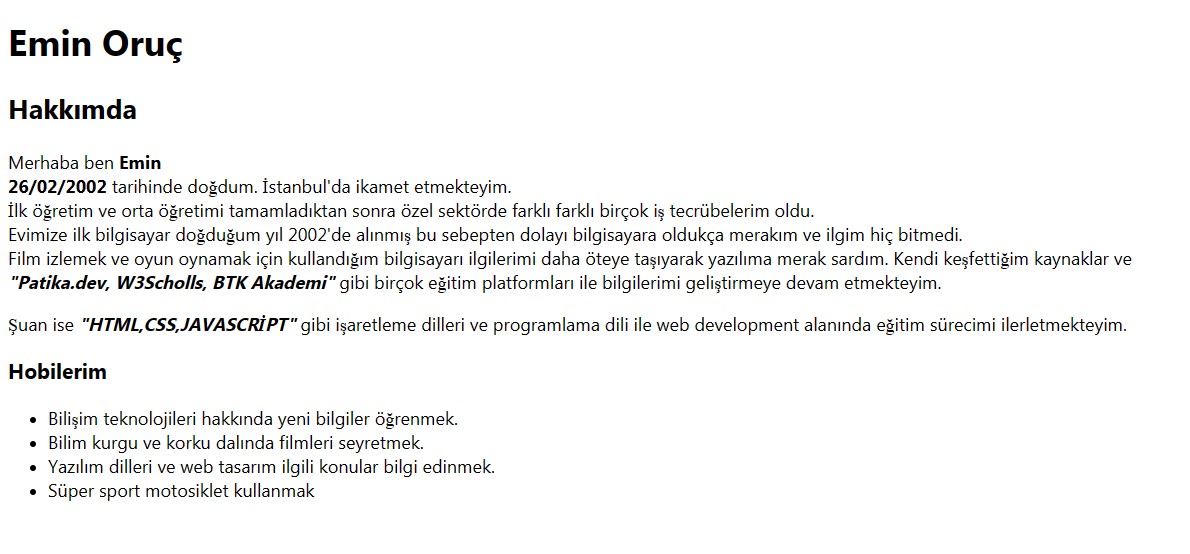 Emin Oruç
Hakkımda
Merhaba ben Emin
26/02/2002 tarihinde doğdum. İstanbul'da ikamet etmekteyim.
İlk öğretim ve orta öğretimi tamamladıktan sonra özel sektörde farklı farklı birçok iş tecrübelerim oldu.
Evimize ilk bilgisayar doğduğum yıl 2002'de alınmış bu sebepten dolayı bilgisayara oldukça merakım ve ilgim hiç bitmedi.
Film izlemek ve oyun oynamak için kullandığım bilgisayarı ilgilerimi daha öteye taşıyarak yazılıma merak sardım. Kendi keşfettiğim kaynaklar ve
"Patika.dev, W3Scholls, BTK Akademi" gibi birçok eğitim platformları ile bilgilerimi geliştirmeye devam etmekteyim.
Şuan ise "HTML,CSS,JAVASCRİPT" gibi işaretleme dilleri ve programlama dili ile web development alanında eğitim sürecimi ilerletmekteyim.
Hobilerim
• Bilişim teknolojileri hakkında yeni bilgiler öğrenmek.
• Bilim kurgu ve korku dalında filmleri seyretmek.
• Yazılım dilleri ve web tasarım ilgili konular bilgi edinmek.
• Süper sport motosiklet kullanmak